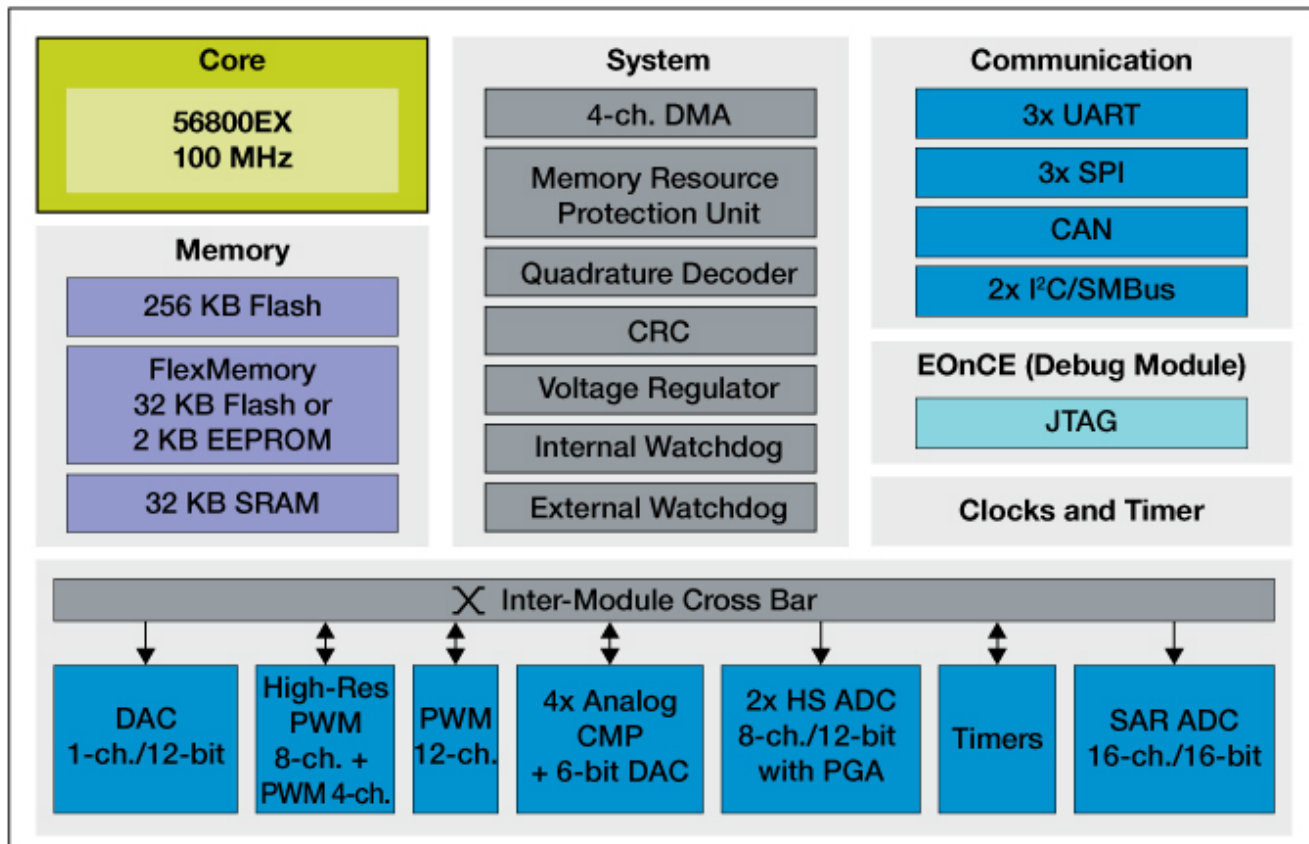 Core
56800EX
100 MHz
Memory
256 KB Flash
FlexMemory
32 KB Flash or
2 KB EEPROM
32 KB SRAM
System
4-ch. DMA
Memory Resource
Protection Unit
Quadrature Decoder
CRC
Voltage Regulator
Internal Watchdog
External Watchdog
Communication
3x UART
3x SPI
CAN
2x I²C/SMBus
EOnCE (Debug Module)
JTAG
Clocks and Timer
Inter-Module Cross Bar
DAC
1-ch./12-bit
High-Res
PWM
8-ch. +
PWM 4-ch.
PWM
12-ch.
4x Analog
CMP
+ 6-bit DAC
2x HS ADC
8-ch./12-bit
with PGA
Timers
SAR ADC
16-ch./16-bit